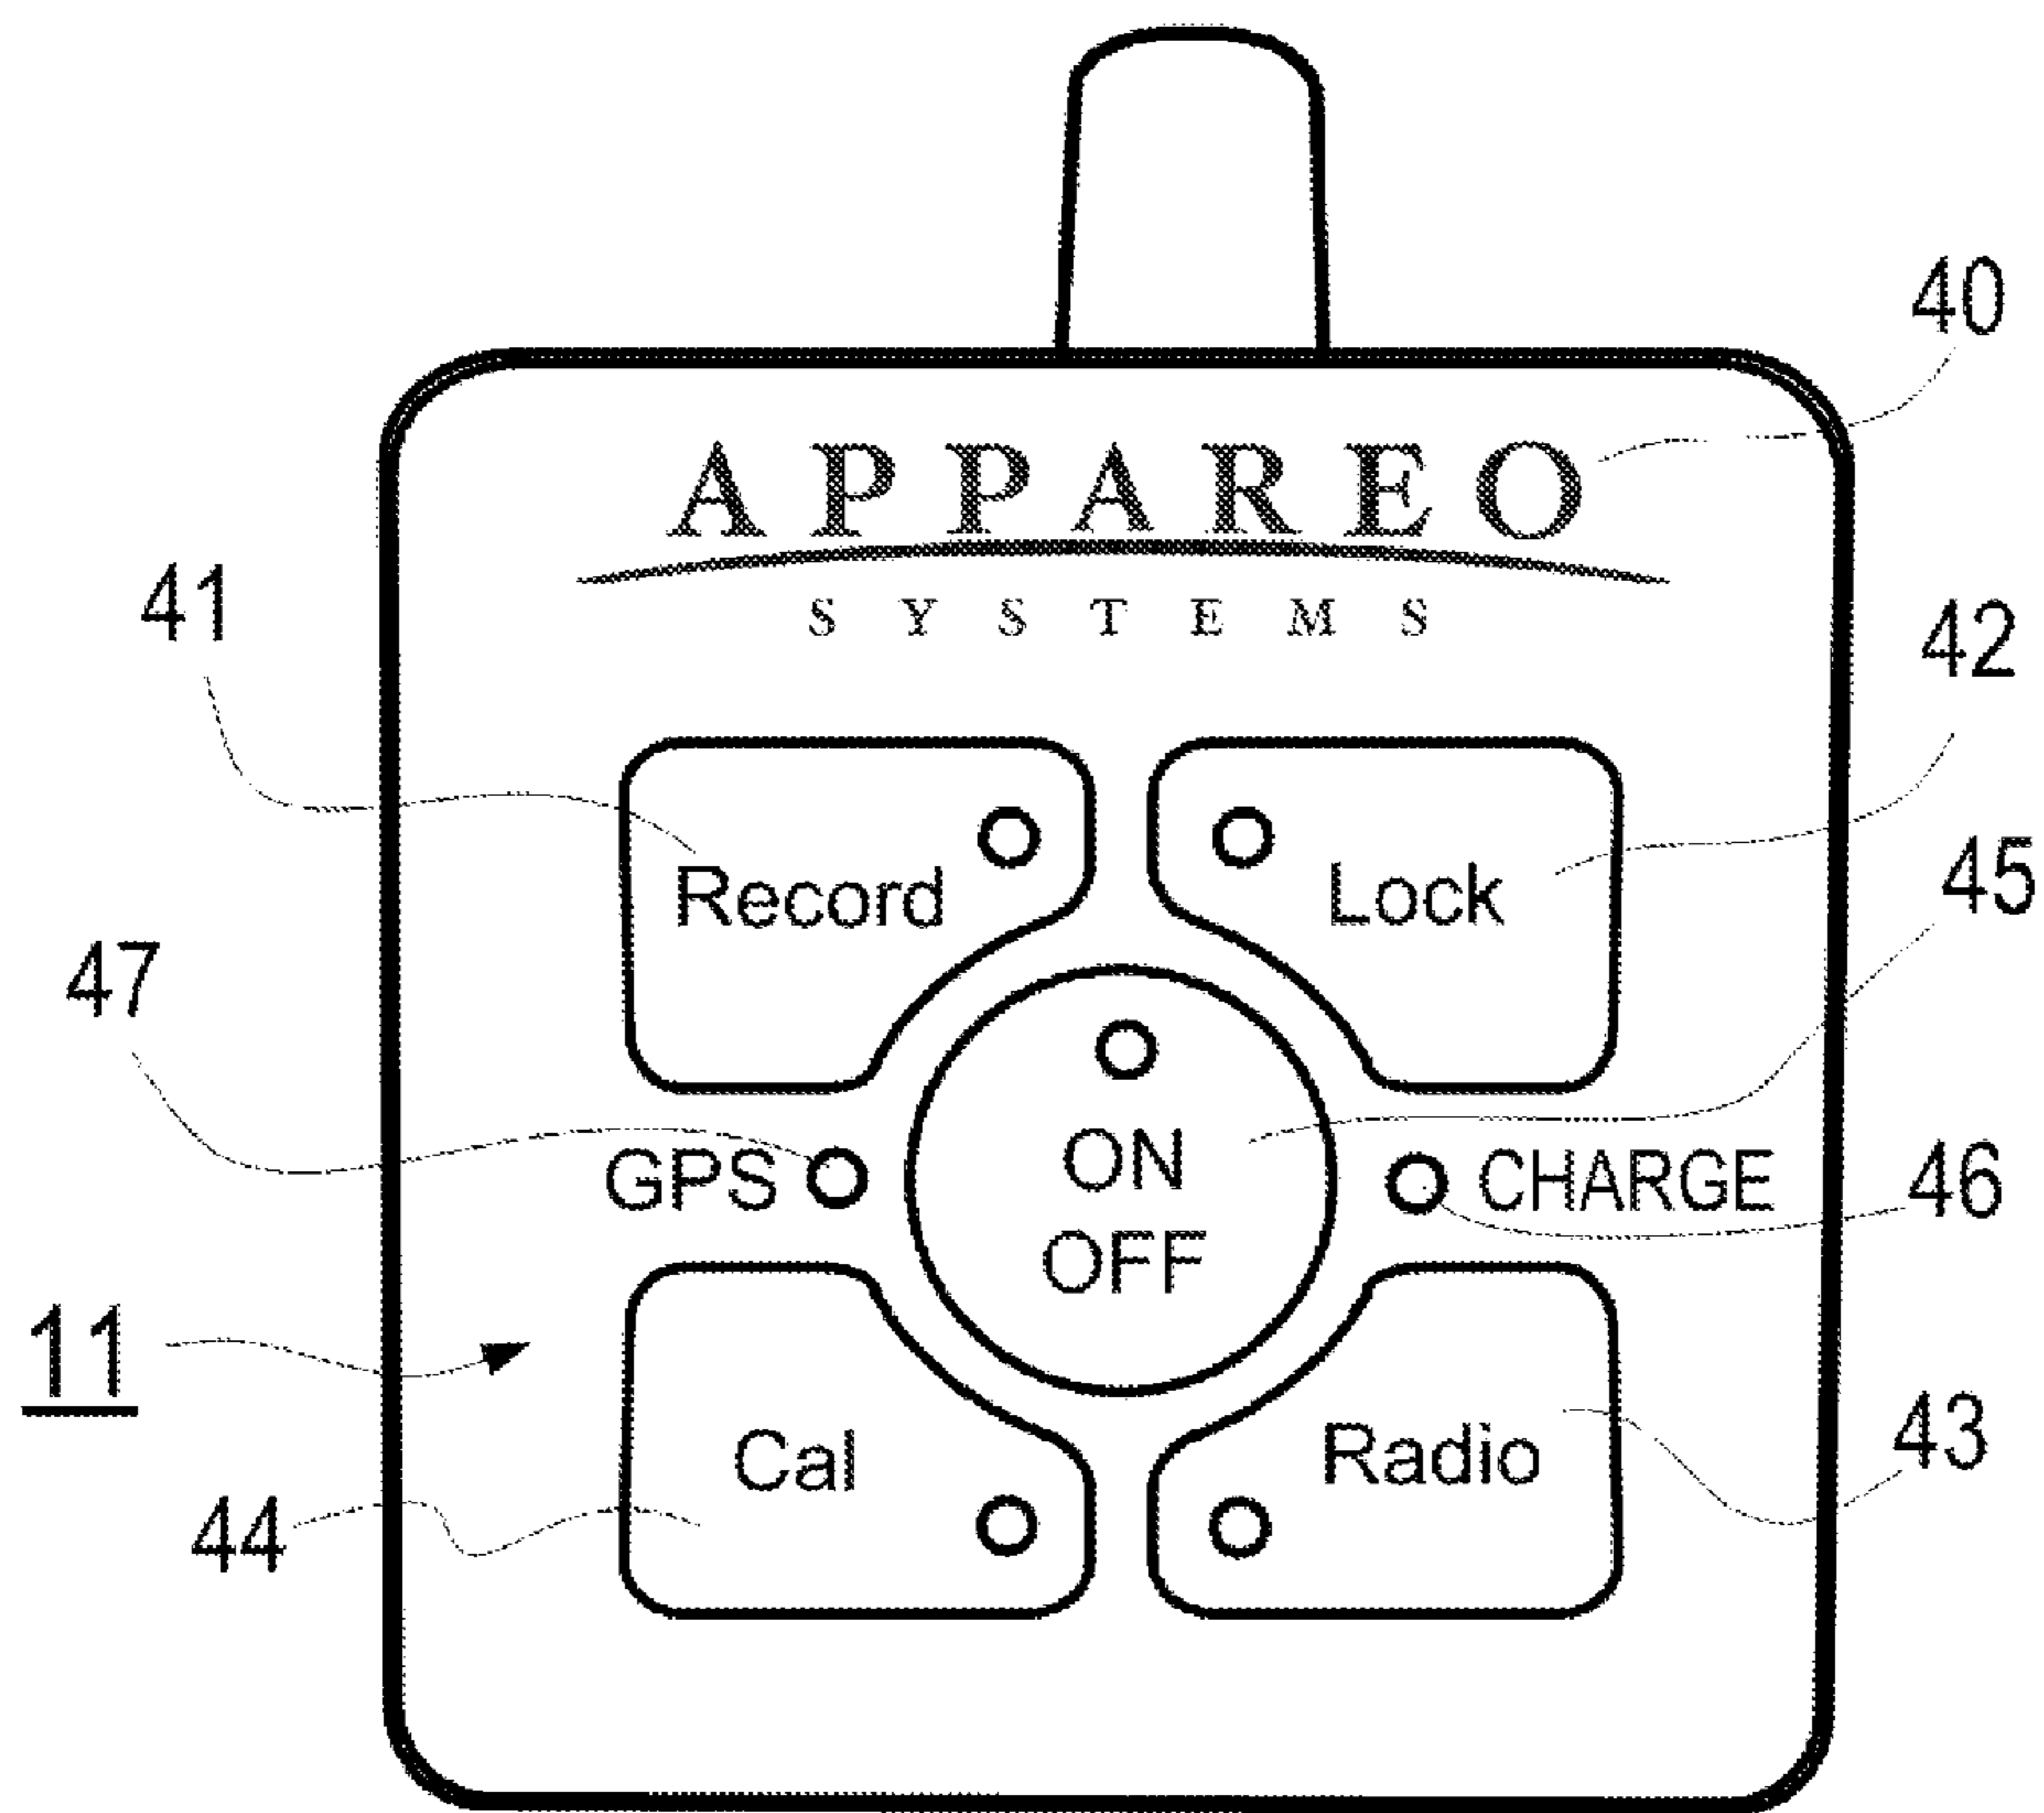 40
APPAREO
SYSTEMS
41
42
Record
Lock
45
47
ON
OFF
GPS
CHARGE
46
11
Cal
Radio
43
44